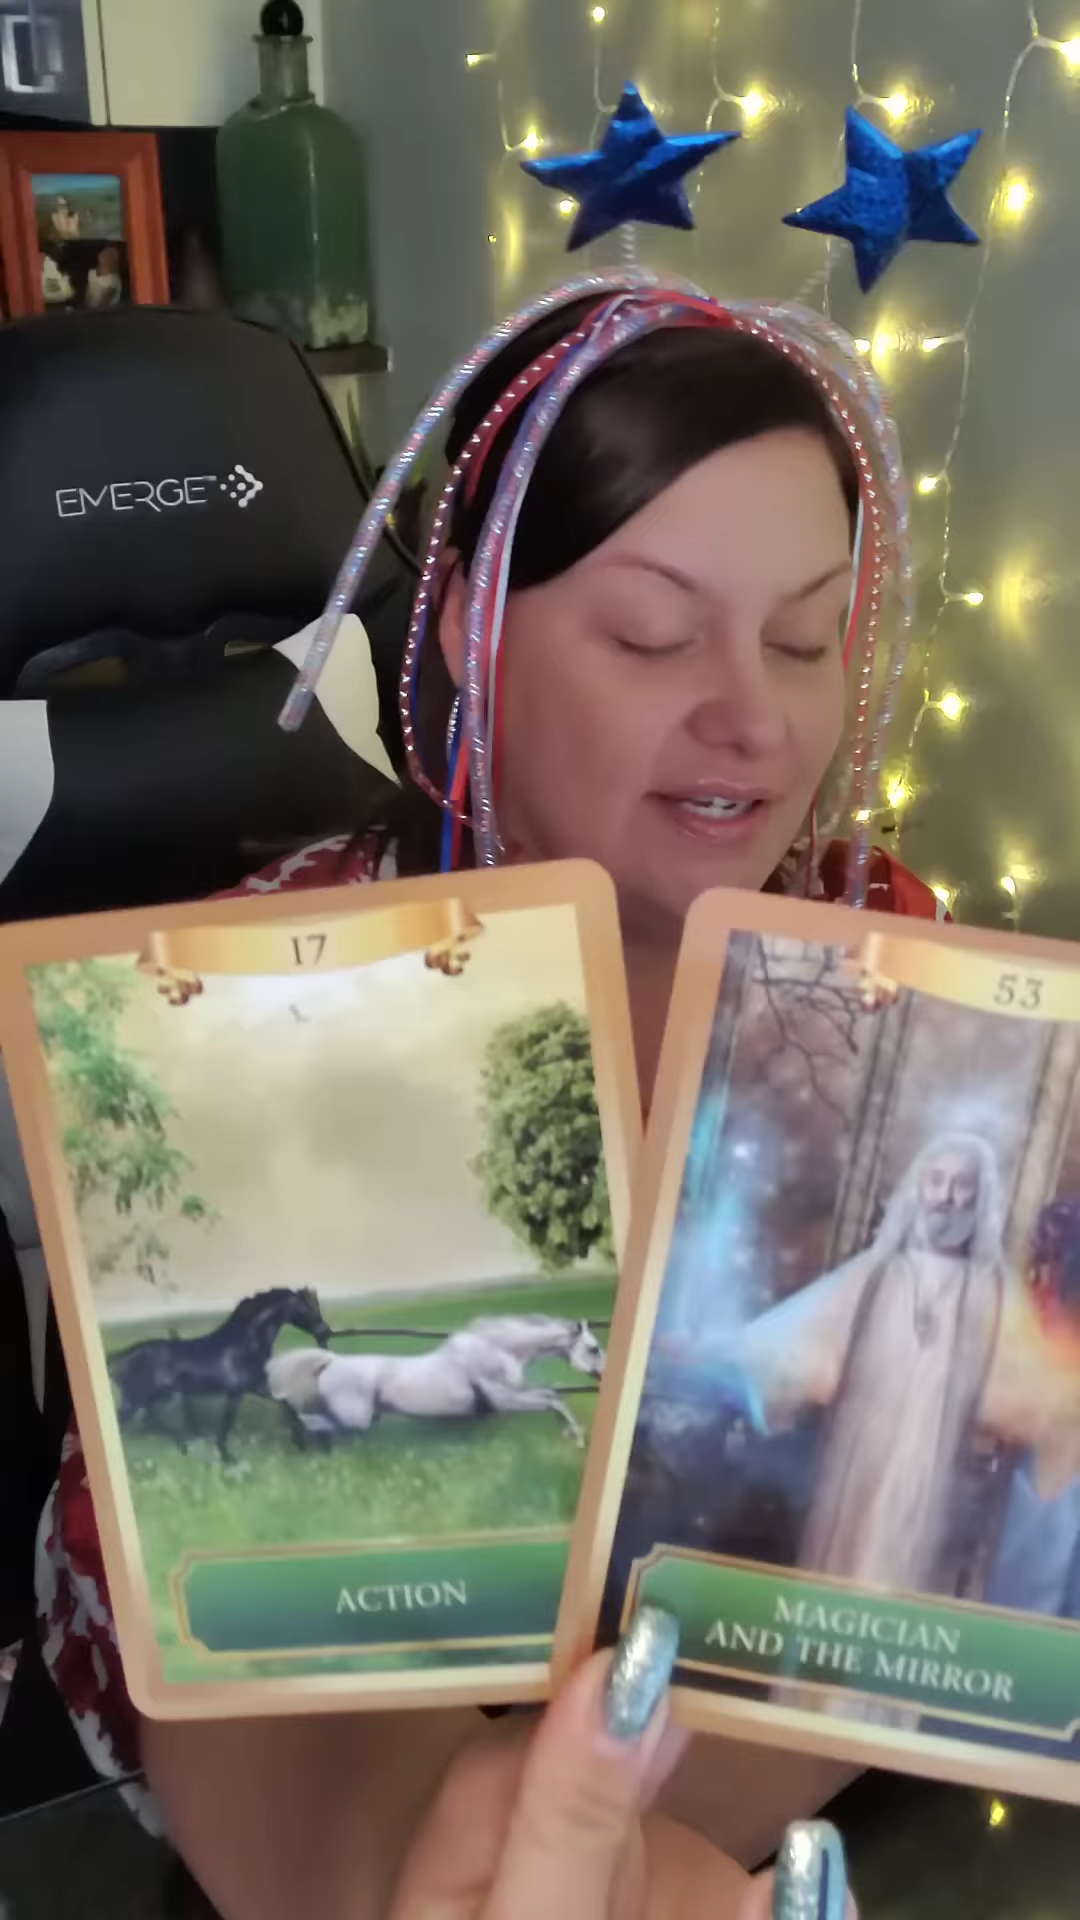 EMERGE
17
53
ACTION
MAGICIAN
AND THE MIRROR